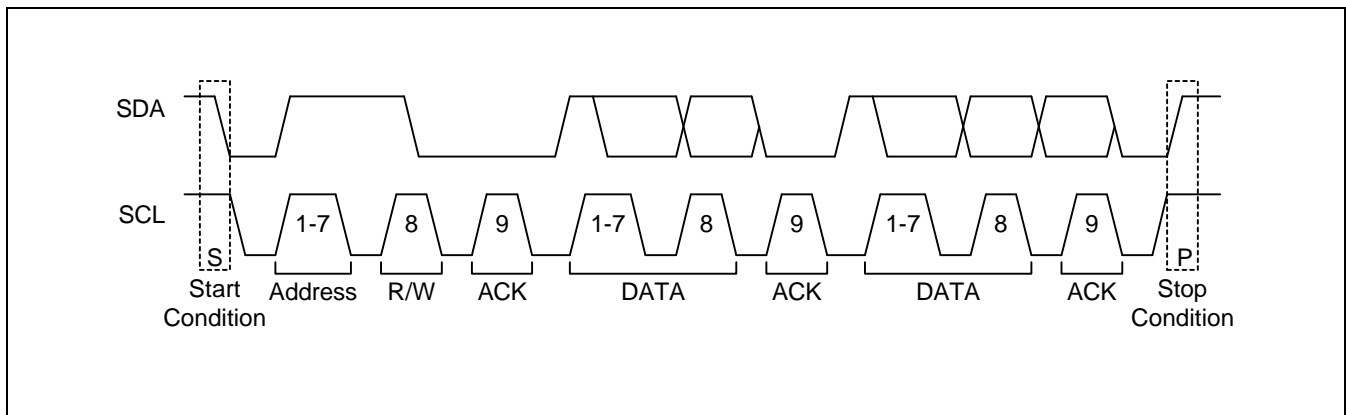 SDA
SCL
1-7
8
9
1-7
8
9
1-7
8
9
S
P
Start
Condition
Address
R/W
ACK
DATA
ACK
DATA
ACK
Stop
Condition